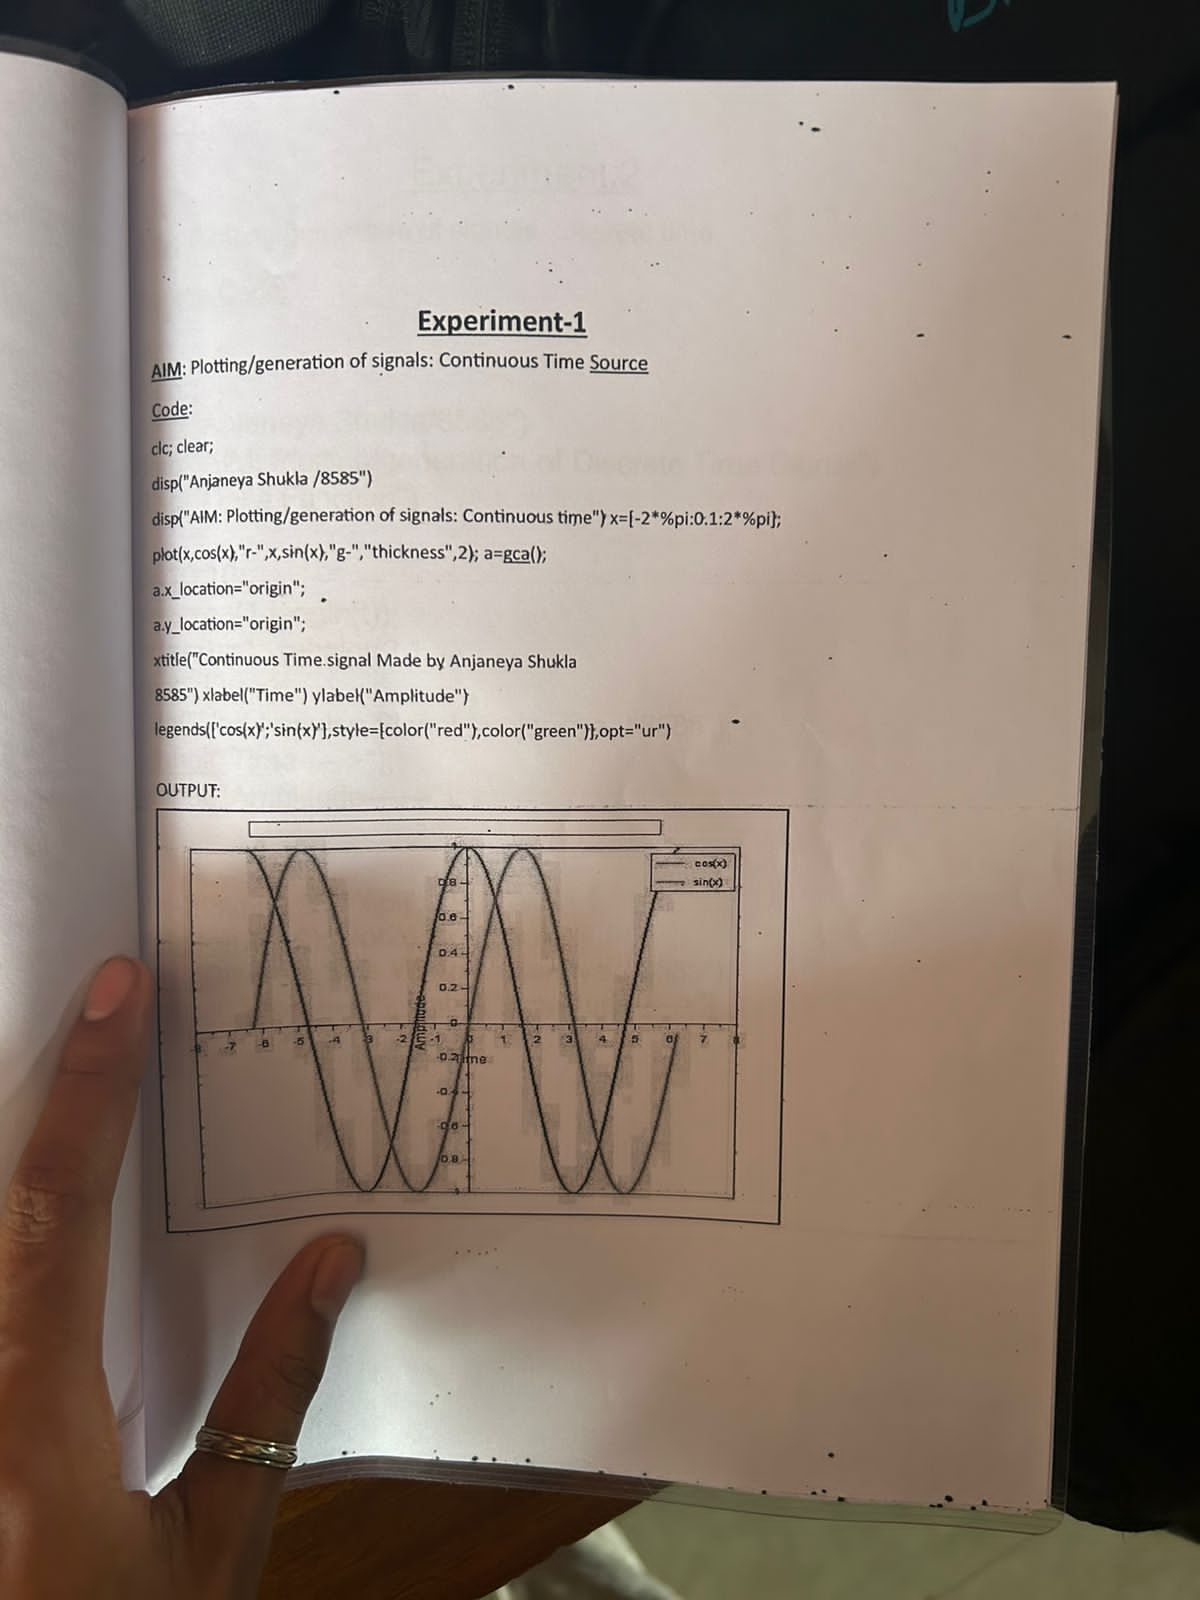 Experiment-1
AIM: Plotting/generation of signals: Continuous Time Source
Code:
clc; clear;
disp("Anjaneya Shukla /8585")
disp("AIM: Plotting/generation of signals: Continuous time") x=[-2*%pi:0.1:2*%pi];
plot(x,cos(x),"r-",x,sin(x),"g-","thickness",2); a=gca();
a.x_location="origin";
a.y_location="origin";
xtitle("Continuous Time.signal Made by Anjaneya Shukla
8585") xlabel("Time") ylabel("Amplitude")
legends(['cos(x)';'sin(x)'],style=[color("red"),color("green")],opt="ur")
OUTPUT:
1
cos(x)
0.8
sin(x)
0.6
0.4
0.2
Amplitude
0
-8 -7 -6 -5 -4 -3 -2 -1 0 1 2 3 4 5 6 7 8
-0.2
ime
-0.4
-0.6
0.8